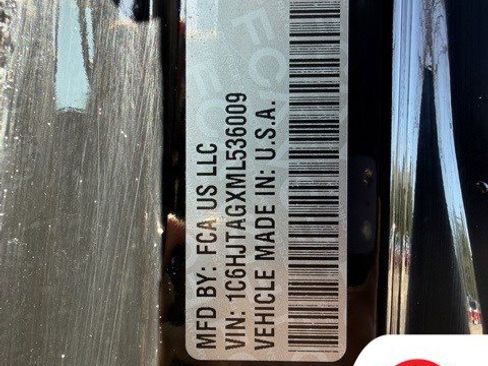 MFD BY: FCA US LLC
VIN: 1C6HJTAGXML536009
VEHICLE MADE IN: U.S.A.